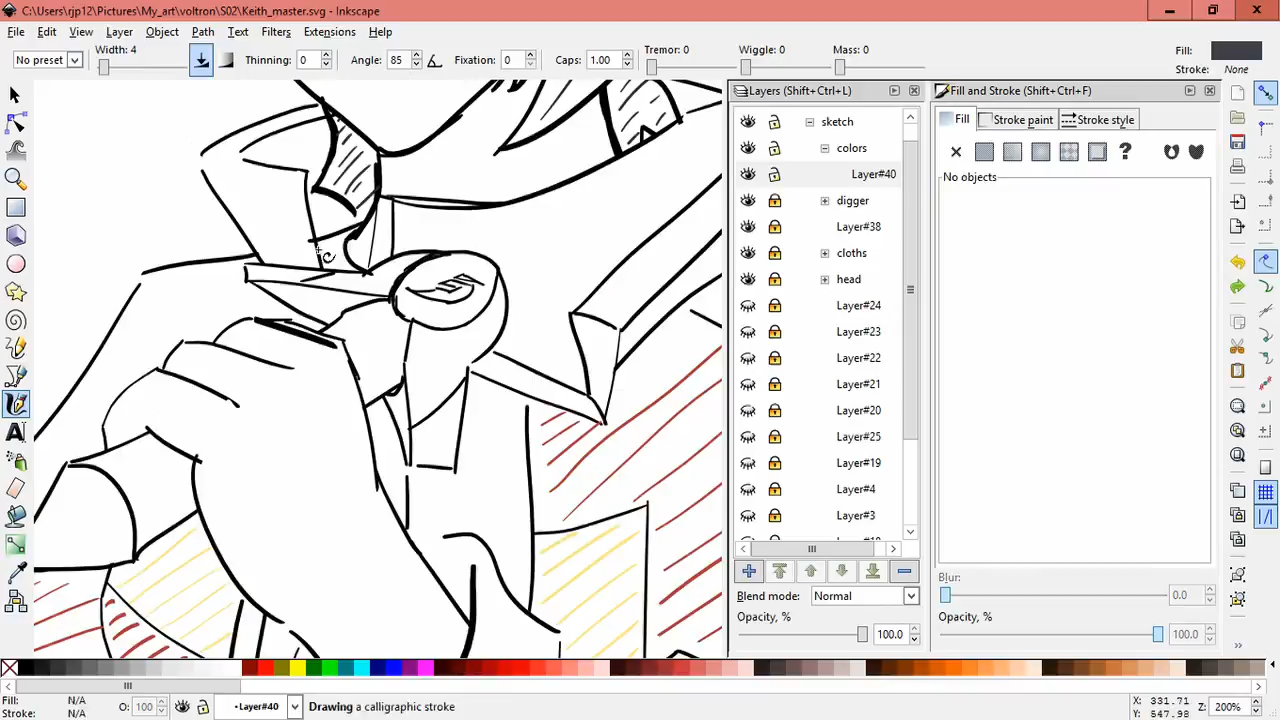 C:\Users\rjp12\Pictures\My_art\voltron\S02\Keith_master.svg - Inkscape
File Edit View Layer Object Path Filters Text Extensions Help
No preset Width: 4 Thinning: 0 Angle: 85 Fixation: 0 Caps: 1.00 Tremor: 0 Wiggle: 0 Mass: 0 Fill:
Stroke: None
Layers (Shift+Ctrl+L)
sketch
colors
Layer#40
digger
Layer#38
cloths
head
Layer#24
Layer#23
Layer#22
Layer#21
Layer#20
Layer#25
Layer#19
Layer#4
Layer#3
Blend mode: Normal
Opacity, % 100.0
Fill and Stroke (Shift+Ctrl+F)
Fill Stroke paint Stroke style
No objects
Blur: 0.0
Opacity, % 100.0
Fill: N/A
Stroke: N/A
O: 100
•Layer#40
Drawing a calligraphic stroke
X: 331.71
Y: 547.98
Z: 200%